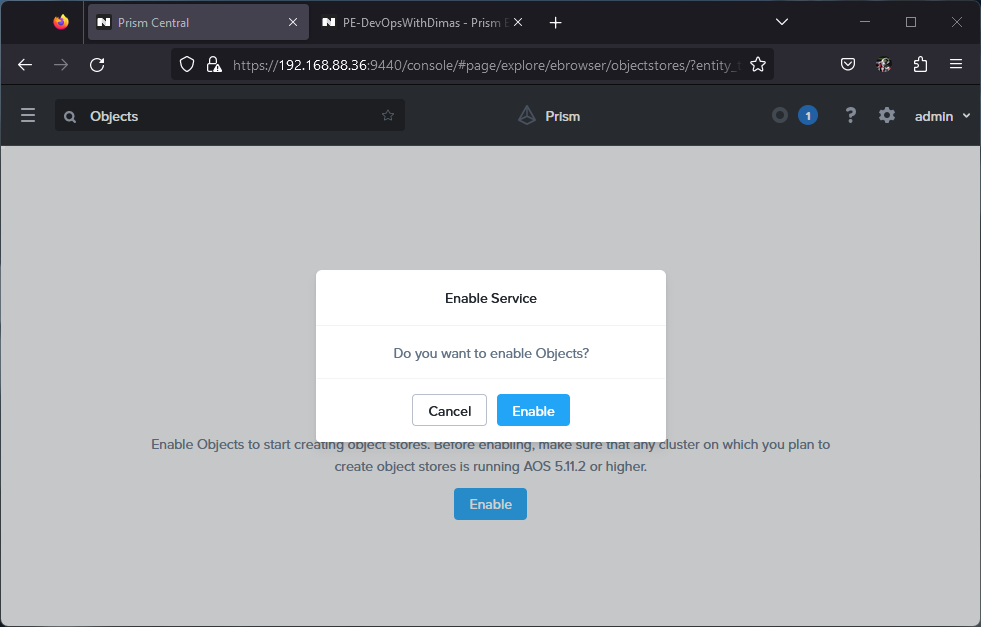 Prism Central
PE-DevOpsWithDimas - Prism E
https://192.168.88.36:9440/console/#page/explore/ebrowser/objectstores/?entity_t
Objects
Prism
1
?
admin
Enable Service
Do you want to enable Objects?
Cancel
Enable
Enable Objects to start creating object stores. Before enabling, make sure that any cluster on which you plan to
create object stores is running AOS 5.11.2 or higher.
Enable